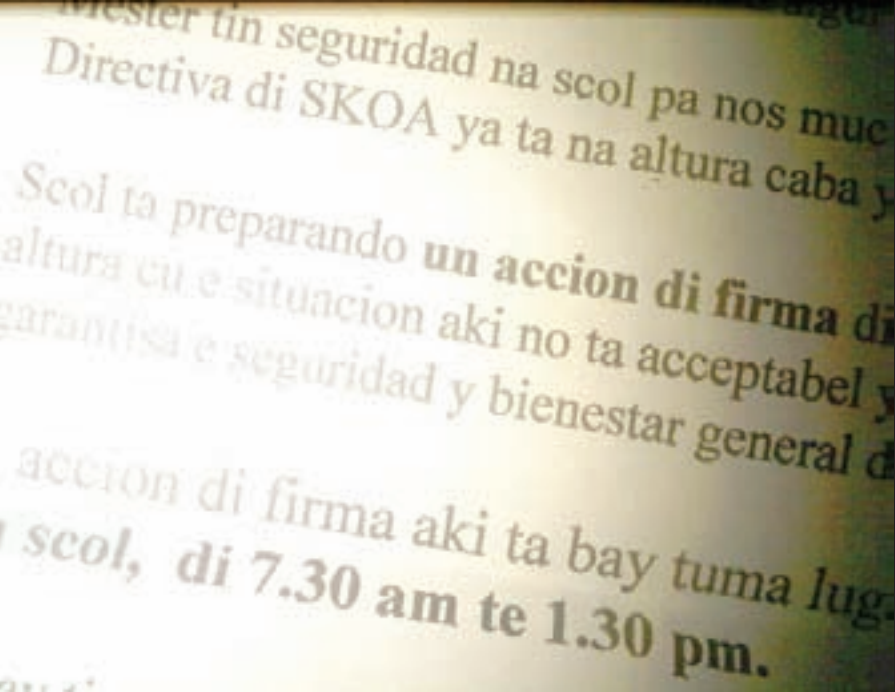 Mester tin seguridad na scol pa nos muc
Directiva di SKOA ya ta na altura caba y
Scol ta preparando un accion di firma di
altura cu e situacion aki no ta acceptabel y
garantisa e seguridad y bienestar general d
accion di firma aki ta bay tuma lug
scol, di 7.30 am te 1.30 pm.